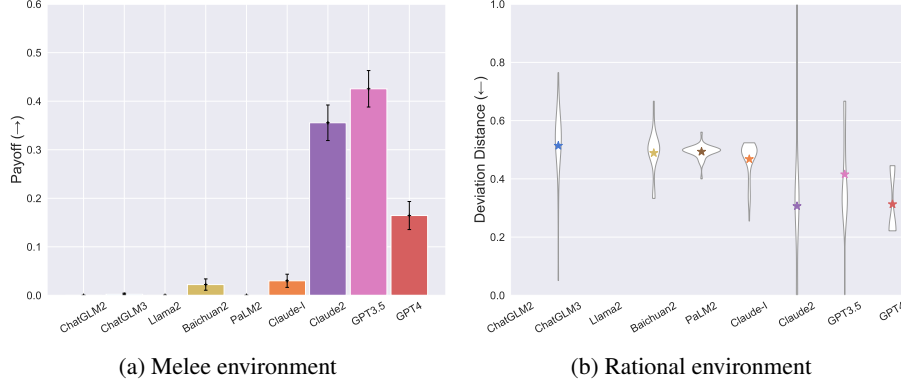 0.6
0.5
0.4
0.3
0.2
0.1
0.0
Payoff (→)
ChatGLM2
ChatGLM3
Llama2
Baichuan2
PaLM2
Claude-I
Claude2
GPT3.5
GPT4
(a) Melee environment
1.0
0.8
0.6
0.4
0.2
0.0
Deviation Distance (←)
ChatGLM2
ChatGLM3
Llama2
Baichuan2
PaLM2
Claude-I
Claude2
GPT3.5
GPT4
(b) Rational environment